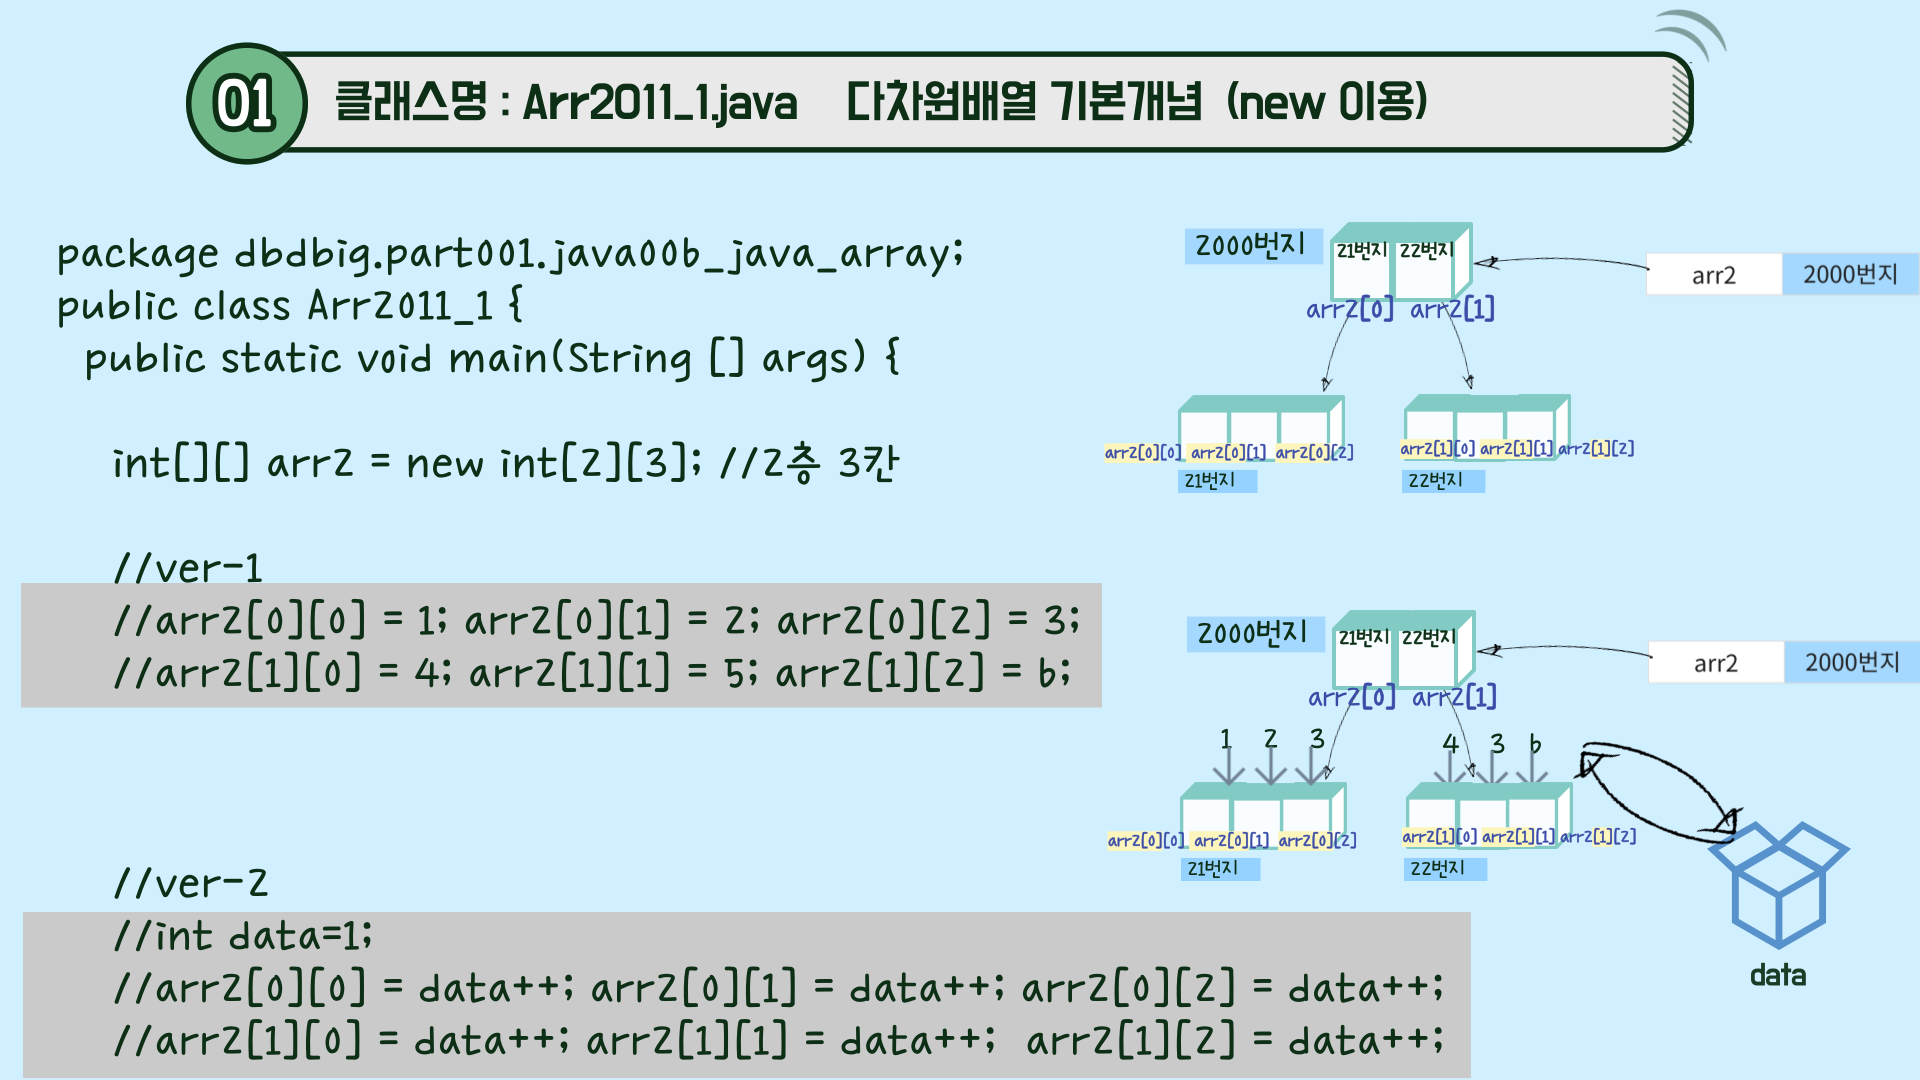 01
클래스명 : Arr2011_1.java 다차원배열 기본개념 (new 이용)
package dbdbig.part001.java006_java_array;
public class Arr2011_1 {
public static void main(String [] args) {
int[][] arr2 = new int[2][3]; //2층 3칸
//ver-1
//arr2[0][0] = 1; arr2[0][1] = 2; arr2[0][2] = 3;
//arr2[1][0] = 4; arr2[1][1] = 5; arr2[1][2] = 6;
//ver-2
//int data=1;
//arr2[0][0] = data++; arr2[0][1] = data++; arr2[0][2] = data++;
//arr2[1][0] = data++; arr2[1][1] = data++; arr2[1][2] = data++;
2000번지 21번지 22번지
arr2 2000번지
arr2[0] arr2[1]
arr2[0][0] arr2[0][1] arr2[0][2] arr2[1][0] arr2[1][1] arr2[1][2]
21번지 22번지
2000번지 21번지 22번지
arr2 2000번지
arr2[0] arr2[1]
1 2 3 4 3 6
arr2[0][0] arr2[0][1] arr2[0][2] arr2[1][0] arr2[1][1] arr2[1][2]
21번지 22번지
data